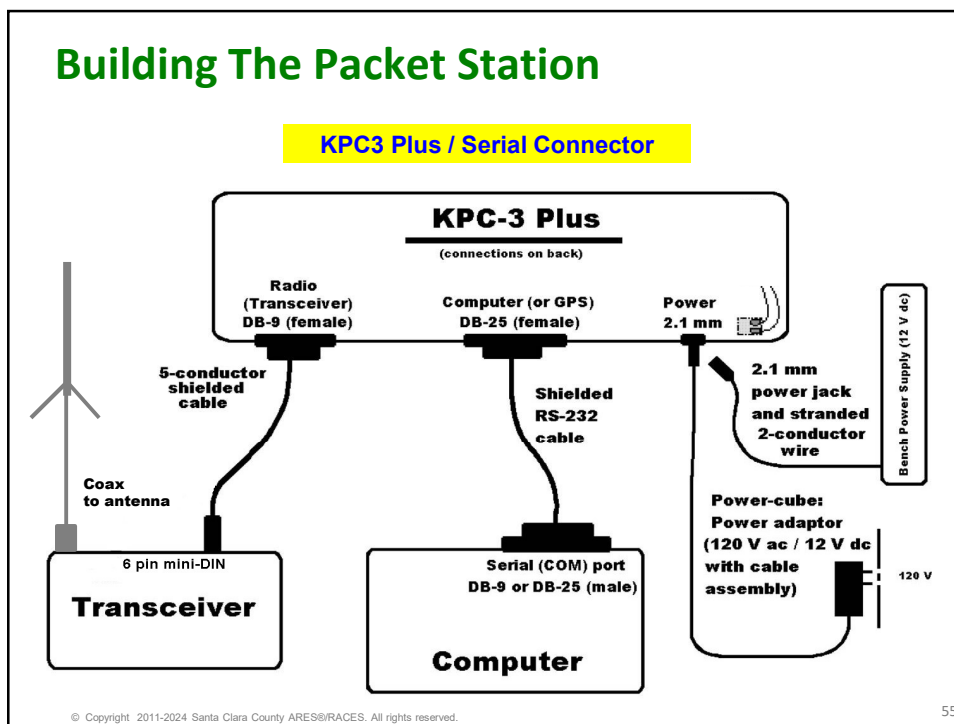 Building The Packet Station
KPC3 Plus / Serial Connector
KPC-3 Plus
(connections on back)
Radio
(Transceiver)
DB-9 (female)
Computer (or GPS)
DB-25 (female)
Power
2.1 mm
5-conductor
shielded
cable
Shielded
RS-232
cable
2.1 mm
power jack
and stranded
2-conductor
wire
Bench Power Supply (12 V dc)
Coax
to antenna
Power-cube:
Power adaptor
(120 V ac / 12 V dc
with cable
assembly)
120 V
6 pin mini-DIN
Transceiver
Serial (COM) port
DB-9 or DB-25 (male)
Computer
© Copyright 2011-2024 Santa Clara County ARES®/RACES. All rights reserved.
55